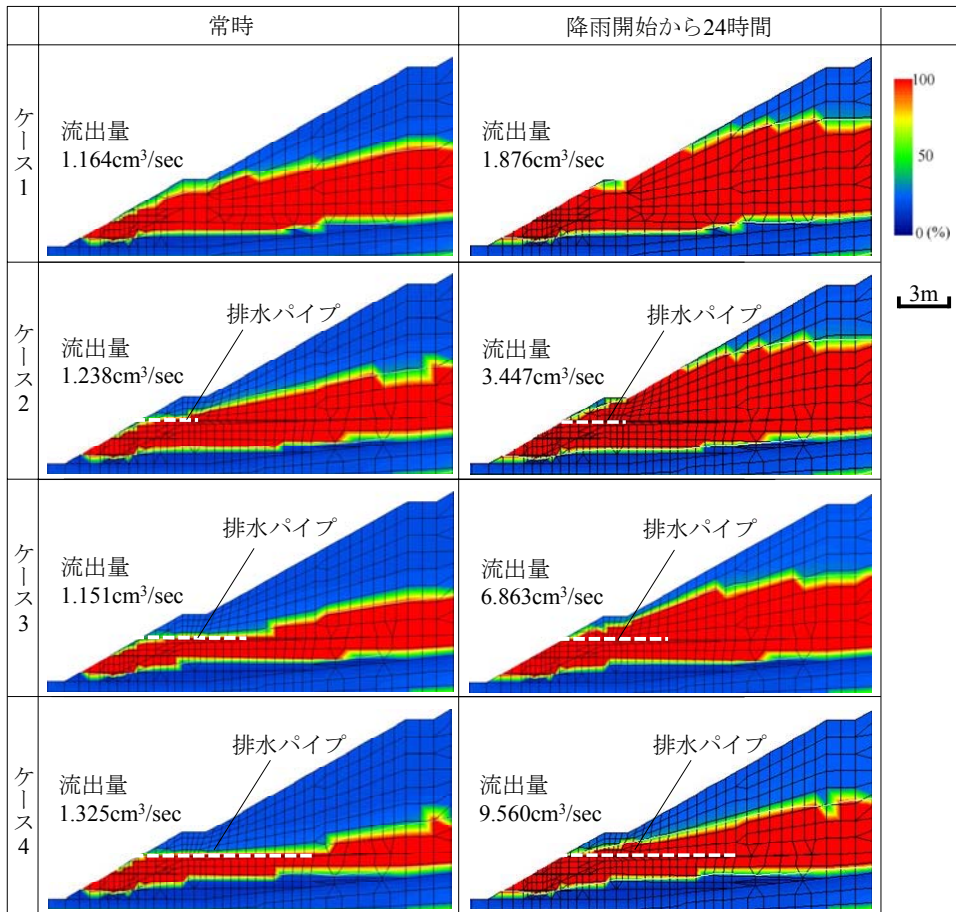 常時
降雨開始から24時間
ケース1
流出量
1.164cm³/sec
流出量
1.876cm³/sec
100
50
0 (%)
3m
ケース2
排水パイプ
流出量
1.238cm³/sec
排水パイプ
流出量
3.447cm³/sec
ケース3
排水パイプ
流出量
1.151cm³/sec
排水パイプ
流出量
6.863cm³/sec
ケース4
排水パイプ
流出量
1.325cm³/sec
排水パイプ
流出量
9.560cm³/sec